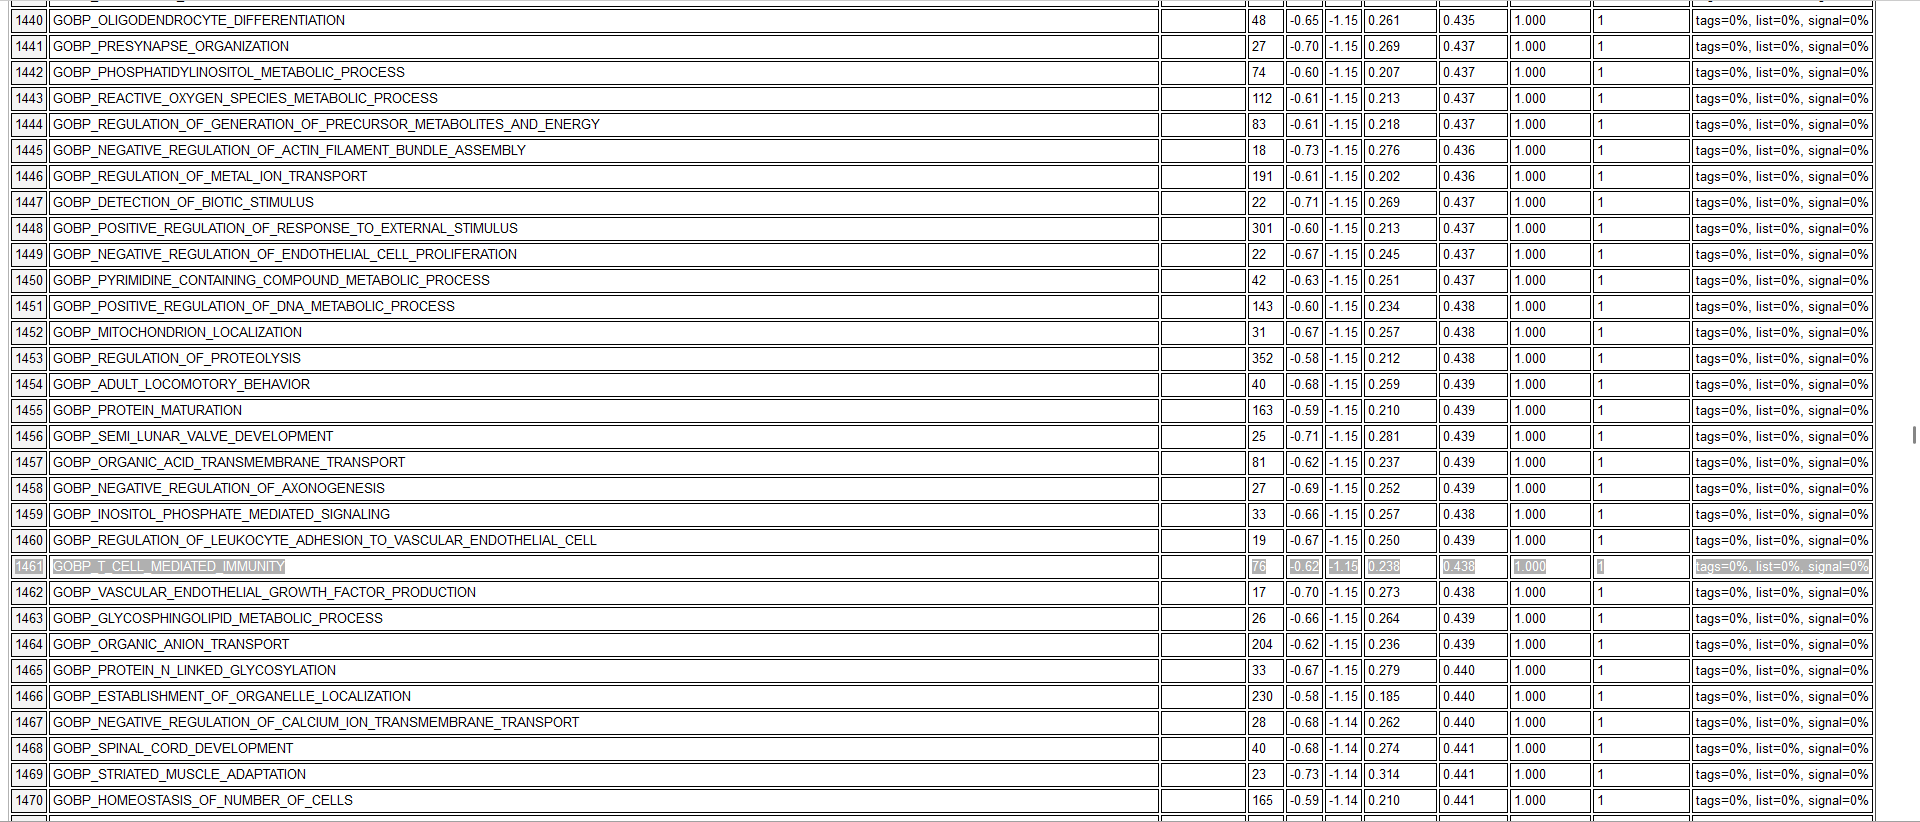 1440 GOBP_OLIGODENDROCYTE_DIFFERENTIATION 48 -0.65 -1.15 0.261 0.435 1.000 1 tags=0%, list=0%, signal=0%
1441 GOBP_PRESYNAPSE_ORGANIZATION 27 -0.70 -1.15 0.269 0.437 1.000 1 tags=0%, list=0%, signal=0%
1442 GOBP_PHOSPHATIDYLINOSITOL_METABOLIC_PROCESS 74 -0.60 -1.15 0.207 0.437 1.000 1 tags=0%, list=0%, signal=0%
1443 GOBP_REACTIVE_OXYGEN_SPECIES_METABOLIC_PROCESS 112 -0.61 -1.15 0.213 0.437 1.000 1 tags=0%, list=0%, signal=0%
1444 GOBP_REGULATION_OF_GENERATION_OF_PRECURSOR_METABOLITES_AND_ENERGY 83 -0.61 -1.15 0.218 0.437 1.000 1 tags=0%, list=0%, signal=0%
1445 GOBP_NEGATIVE_REGULATION_OF_ACTIN_FILAMENT_BUNDLE_ASSEMBLY 18 -0.73 -1.15 0.276 0.436 1.000 1 tags=0%, list=0%, signal=0%
1446 GOBP_REGULATION_OF_METAL_ION_TRANSPORT 191 -0.61 -1.15 0.202 0.436 1.000 1 tags=0%, list=0%, signal=0%
1447 GOBP_DETECTION_OF_BIOTIC_STIMULUS 22 -0.71 -1.15 0.269 0.437 1.000 1 tags=0%, list=0%, signal=0%
1448 GOBP_POSITIVE_REGULATION_OF_RESPONSE_TO_EXTERNAL_STIMULUS 301 -0.60 -1.15 0.213 0.437 1.000 1 tags=0%, list=0%, signal=0%
1449 GOBP_NEGATIVE_REGULATION_OF_ENDOTHELIAL_CELL_PROLIFERATION 22 -0.67 -1.15 0.245 0.437 1.000 1 tags=0%, list=0%, signal=0%
1450 GOBP_PYRIMIDINE_CONTAINING_COMPOUND_METABOLIC_PROCESS 42 -0.63 -1.15 0.251 0.437 1.000 1 tags=0%, list=0%, signal=0%
1451 GOBP_POSITIVE_REGULATION_OF_DNA_METABOLIC_PROCESS 143 -0.60 -1.15 0.234 0.438 1.000 1 tags=0%, list=0%, signal=0%
1452 GOBP_MITOCHONDRION_LOCALIZATION 31 -0.67 -1.15 0.257 0.438 1.000 1 tags=0%, list=0%, signal=0%
1453 GOBP_REGULATION_OF_PROTEOLYSIS 352 -0.58 -1.15 0.212 0.438 1.000 1 tags=0%, list=0%, signal=0%
1454 GOBP_ADULT_LOCOMOTORY_BEHAVIOR 40 -0.68 -1.15 0.259 0.439 1.000 1 tags=0%, list=0%, signal=0%
1455 GOBP_PROTEIN_MATURATION 163 -0.59 -1.15 0.210 0.439 1.000 1 tags=0%, list=0%, signal=0%
1456 GOBP_SEMI_LUNAR_VALVE_DEVELOPMENT 25 -0.71 -1.15 0.281 0.439 1.000 1 tags=0%, list=0%, signal=0%
1457 GOBP_ORGANIC_ACID_TRANSMEMBRANE_TRANSPORT 81 -0.62 -1.15 0.237 0.439 1.000 1 tags=0%, list=0%, signal=0%
1458 GOBP_NEGATIVE_REGULATION_OF_AXONOGENESIS 27 -0.69 -1.15 0.252 0.439 1.000 1 tags=0%, list=0%, signal=0%
1459 GOBP_INOSITOL_PHOSPHATE_MEDIATED_SIGNALING 33 -0.66 -1.15 0.257 0.438 1.000 1 tags=0%, list=0%, signal=0%
1460 GOBP_REGULATION_OF_LEUKOCYTE_ADHESION_TO_VASCULAR_ENDOTHELIAL_CELL 19 -0.67 -1.15 0.250 0.439 1.000 1 tags=0%, list=0%, signal=0%
1461 GOBP_T_CELL_MEDIATED_IMMUNITY 76 -0.62 -1.15 0.238 0.438 1.000 1 tags=0%, list=0%, signal=0%
1462 GOBP_VASCULAR_ENDOTHELIAL_GROWTH_FACTOR_PRODUCTION 17 -0.70 -1.15 0.273 0.438 1.000 1 tags=0%, list=0%, signal=0%
1463 GOBP_GLYCOSPHINGOLIPID_METABOLIC_PROCESS 26 -0.66 -1.15 0.264 0.439 1.000 1 tags=0%, list=0%, signal=0%
1464 GOBP_ORGANIC_ANION_TRANSPORT 204 -0.62 -1.15 0.236 0.439 1.000 1 tags=0%, list=0%, signal=0%
1465 GOBP_PROTEIN_N_LINKED_GLYCOSYLATION 33 -0.67 -1.15 0.279 0.440 1.000 1 tags=0%, list=0%, signal=0%
1466 GOBP_ESTABLISHMENT_OF_ORGANELLE_LOCALIZATION 230 -0.58 -1.15 0.185 0.440 1.000 1 tags=0%, list=0%, signal=0%
1467 GOBP_NEGATIVE_REGULATION_OF_CALCIUM_ION_TRANSMEMBRANE_TRANSPORT 28 -0.68 -1.14 0.262 0.440 1.000 1 tags=0%, list=0%, signal=0%
1468 GOBP_SPINAL_CORD_DEVELOPMENT 40 -0.68 -1.14 0.274 0.441 1.000 1 tags=0%, list=0%, signal=0%
1469 GOBP_STRIATED_MUSCLE_ADAPTATION 23 -0.73 -1.14 0.314 0.441 1.000 1 tags=0%, list=0%, signal=0%
1470 GOBP_HOMEOSTASIS_OF_NUMBER_OF_CELLS 165 -0.59 -1.14 0.210 0.441 1.000 1 tags=0%, list=0%, signal=0%